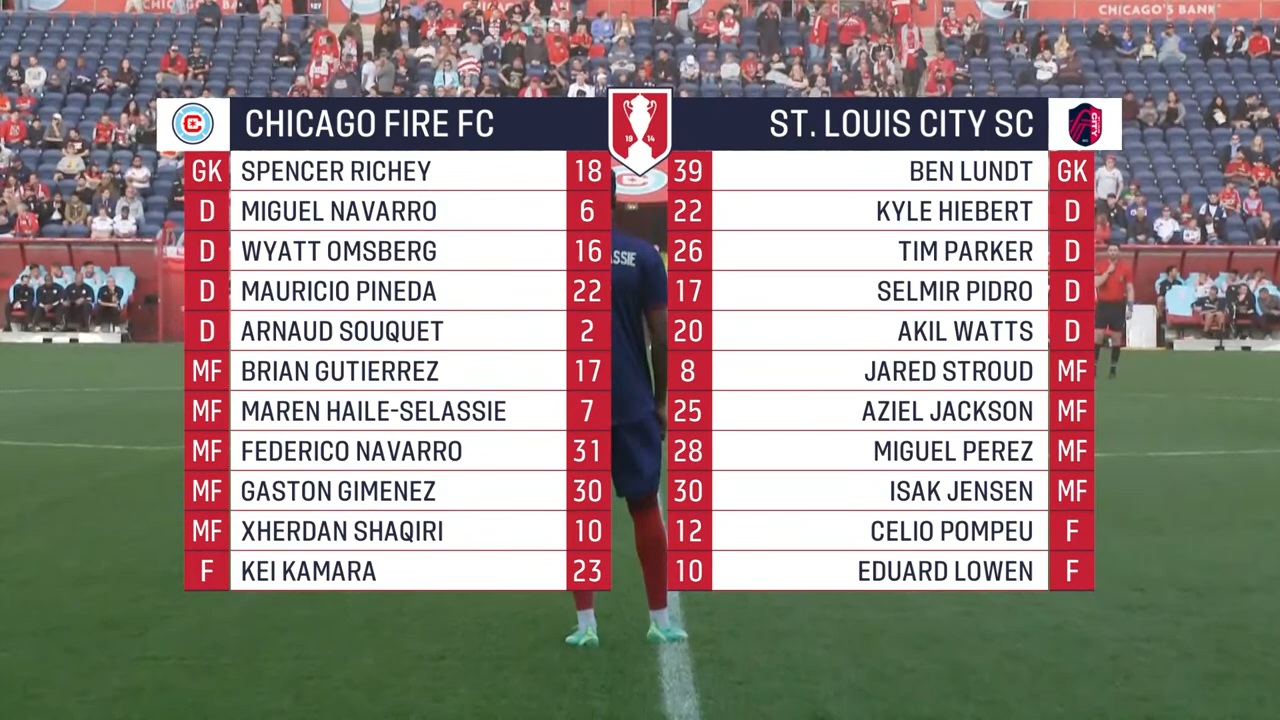 CHICAGO'S BANK
CHICAGO FIRE FC
19 14
ST. LOUIS CITY SC
CITY
GK SPENCER RICHEY 18
D MIGUEL NAVARRO 6
D WYATT OMSBERG 16
D MAURICIO PINEDA 22
D ARNAUD SOUQUET 2
MF BRIAN GUTIERREZ 17
MF MAREN HAILE-SELASSIE 7
MF FEDERICO NAVARRO 31
MF GASTON GIMENEZ 30
MF XHERDAN SHAQIRI 10
F KEI KAMARA 23
39 BEN LUNDT GK
22 KYLE HIEBERT D
26 TIM PARKER D
17 SELMIR PIDRO D
20 AKIL WATTS D
8 JARED STROUD MF
25 AZIEL JACKSON MF
28 MIGUEL PEREZ MF
30 ISAK JENSEN MF
12 CELIO POMPEU F
10 EDUARD LOWEN F